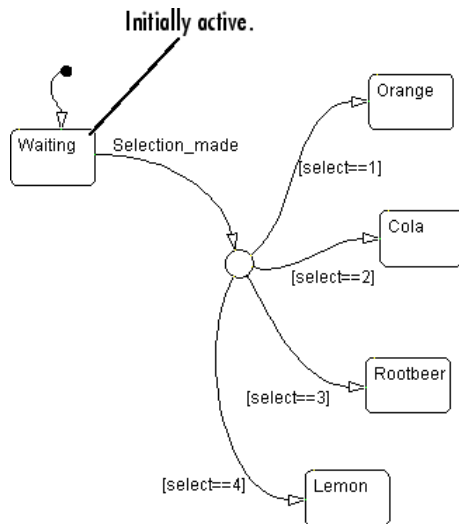 Initially active.
Orange
Waiting
Selection_made
[select==1]
Cola
[select==2]
Rootbeer
[select==3]
[select==4]
Lemon